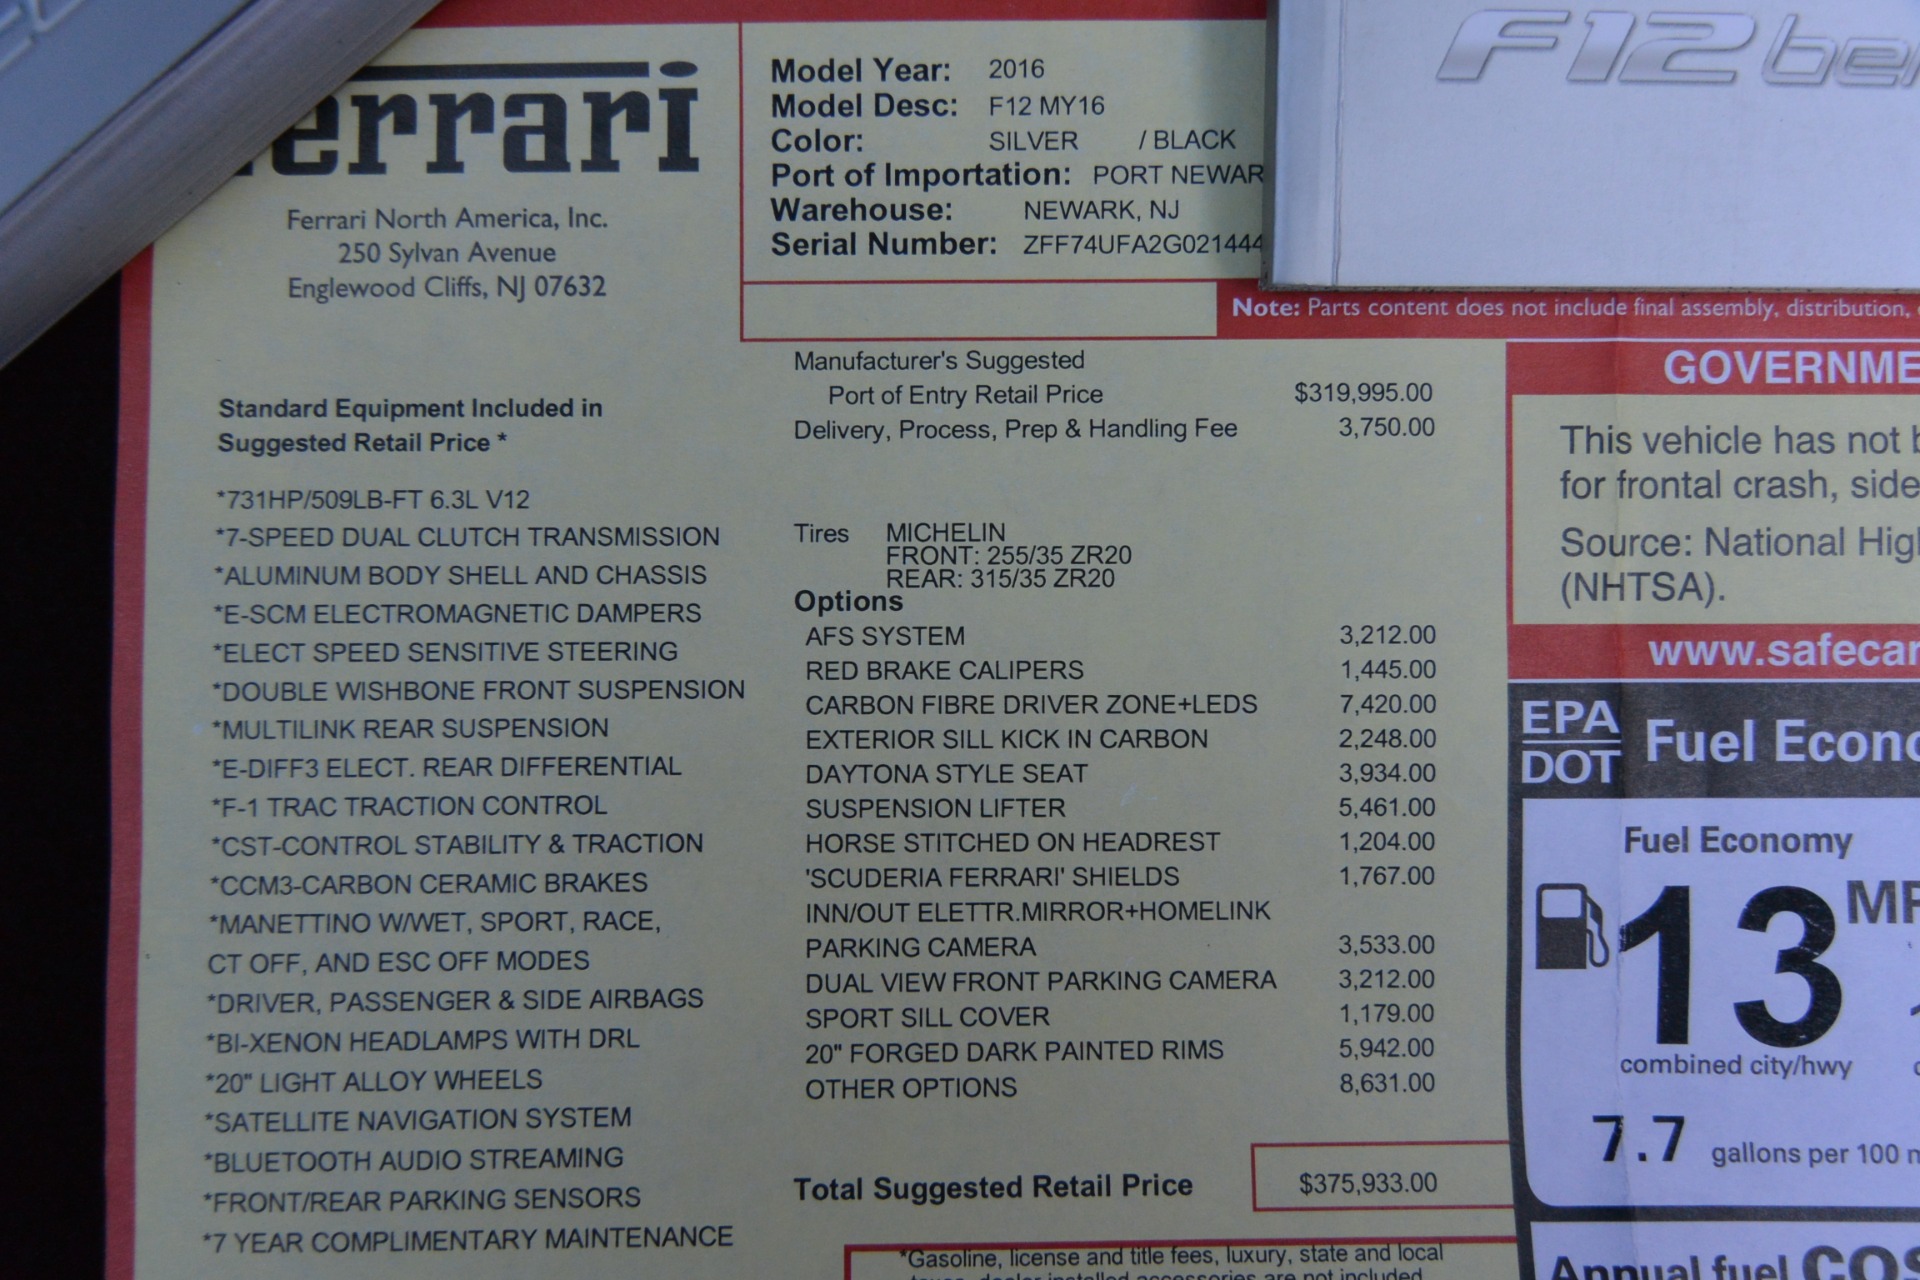 Ferrari
Ferrari North America, Inc.
250 Sylvan Avenue
Englewood Cliffs, NJ 07632
Model Year: 2016
Model Desc: F12 MY16
Color: SILVER / BLACK
Port of Importation: PORT NEWAR
Warehouse: NEWARK, NJ
Serial Number: ZFF74UFA2G021444
F12 ber
Note: Parts content does not include final assembly, distribution,
Standard Equipment Included in
Suggested Retail Price *
*731HP/509LB-FT 6.3L V12
*7-SPEED DUAL CLUTCH TRANSMISSION
*ALUMINUM BODY SHELL AND CHASSIS
*E-SCM ELECTROMAGNETIC DAMPERS
*ELECT SPEED SENSITIVE STEERING
*DOUBLE WISHBONE FRONT SUSPENSION
*MULTILINK REAR SUSPENSION
*E-DIFF3 ELECT. REAR DIFFERENTIAL
*F-1 TRAC TRACTION CONTROL
*CST-CONTROL STABILITY & TRACTION
*CCM3-CARBON CERAMIC BRAKES
*MANETTINO W/WET, SPORT, RACE,
CT OFF, AND ESC OFF MODES
*DRIVER, PASSENGER & SIDE AIRBAGS
*BI-XENON HEADLAMPS WITH DRL
*20" LIGHT ALLOY WHEELS
*SATELLITE NAVIGATION SYSTEM
*BLUETOOTH AUDIO STREAMING
*FRONT/REAR PARKING SENSORS
*7 YEAR COMPLIMENTARY MAINTENANCE
Manufacturer's Suggested
Port of Entry Retail Price $319,995.00
Delivery, Process, Prep & Handling Fee 3,750.00
Tires MICHELIN
FRONT: 255/35 ZR20
REAR: 315/35 ZR20
Options
AFS SYSTEM 3,212.00
RED BRAKE CALIPERS 1,445.00
CARBON FIBRE DRIVER ZONE+LEDS 7,420.00
EXTERIOR SILL KICK IN CARBON 2,248.00
DAYTONA STYLE SEAT 3,934.00
SUSPENSION LIFTER 5,461.00
HORSE STITCHED ON HEADREST 1,204.00
'SCUDERIA FERRARI' SHIELDS 1,767.00
INN/OUT ELETTR.MIRROR+HOMELINK
PARKING CAMERA 3,533.00
DUAL VIEW FRONT PARKING CAMERA 3,212.00
SPORT SILL COVER 1,179.00
20" FORGED DARK PAINTED RIMS 5,942.00
OTHER OPTIONS 8,631.00
Total Suggested Retail Price $375,933.00
*Gasoline, license and title fees, luxury, state and local
taxes, dealer installed accessories are not included
GOVERNME
This vehicle has not b
for frontal crash, side
Source: National High
(NHTSA).
www.safecar
EPA
DOT
Fuel Econo
Fuel Economy
13 MP
combined city/hwy
7.7 gallons per 100 m
Annual fuel COS